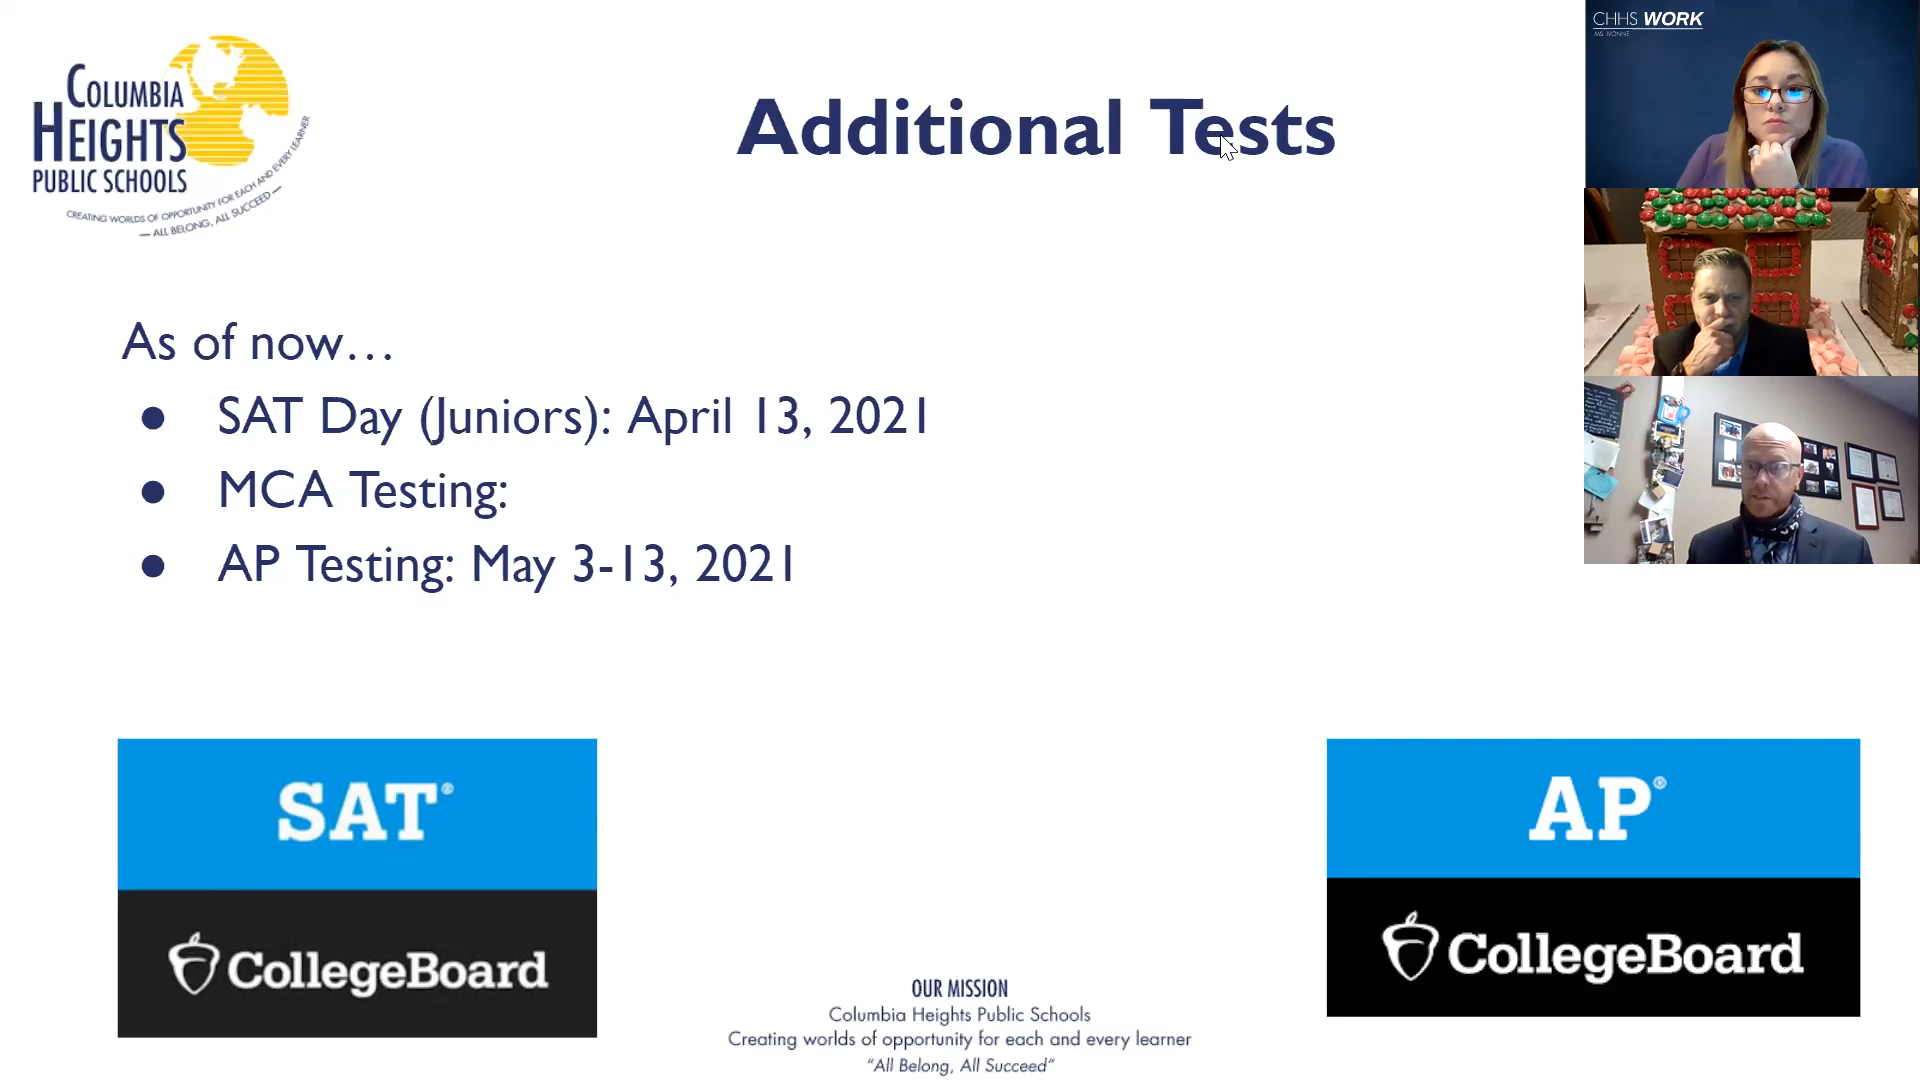 COLUMBIA
HEIGHTS
PUBLIC SCHOOLS
CREATING WORLDS OF OPPORTUNITY FOR EACH AND EVERY LEARNER
— ALL BELONG, ALL SUCCEED —
Additional Tests
CHHS WORK
MS. MONNE
As of now…
● SAT Day (Juniors): April 13, 2021
● MCA Testing:
● AP Testing: May 3-13, 2021
SAT®
CollegeBoard
AP®
CollegeBoard
OUR MISSION
Columbia Heights Public Schools
Creating worlds of opportunity for each and every learner
“All Belong, All Succeed”